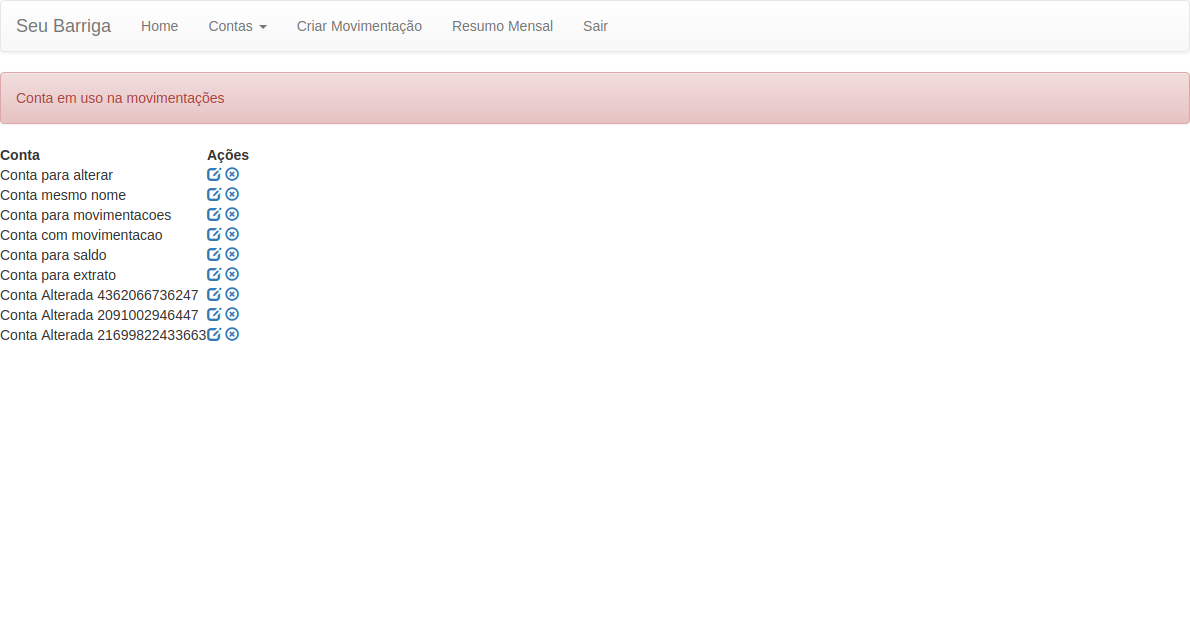 Seu Barriga Home Contas Criar Movimentação Resumo Mensal Sair
Conta em uso na movimentações
Conta Ações
Conta para alterar
Conta mesmo nome
Conta para movimentacoes
Conta com movimentacao
Conta para saldo
Conta para extrato
Conta Alterada 4362066736247
Conta Alterada 2091002946447
Conta Alterada 21699822433663